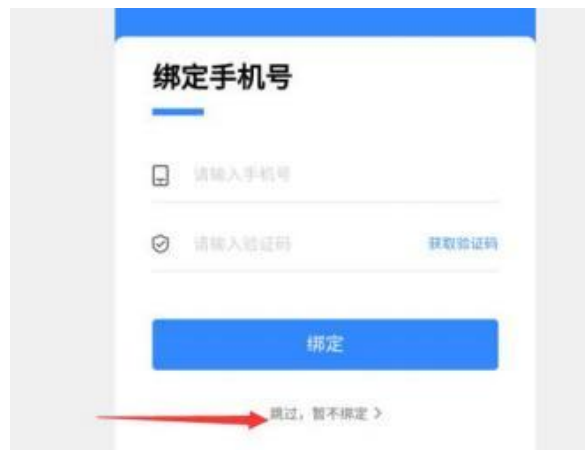 绑定手机号
请输入手机号
请输入验证码 获取验证码
绑定
跳过，暂不绑定 >